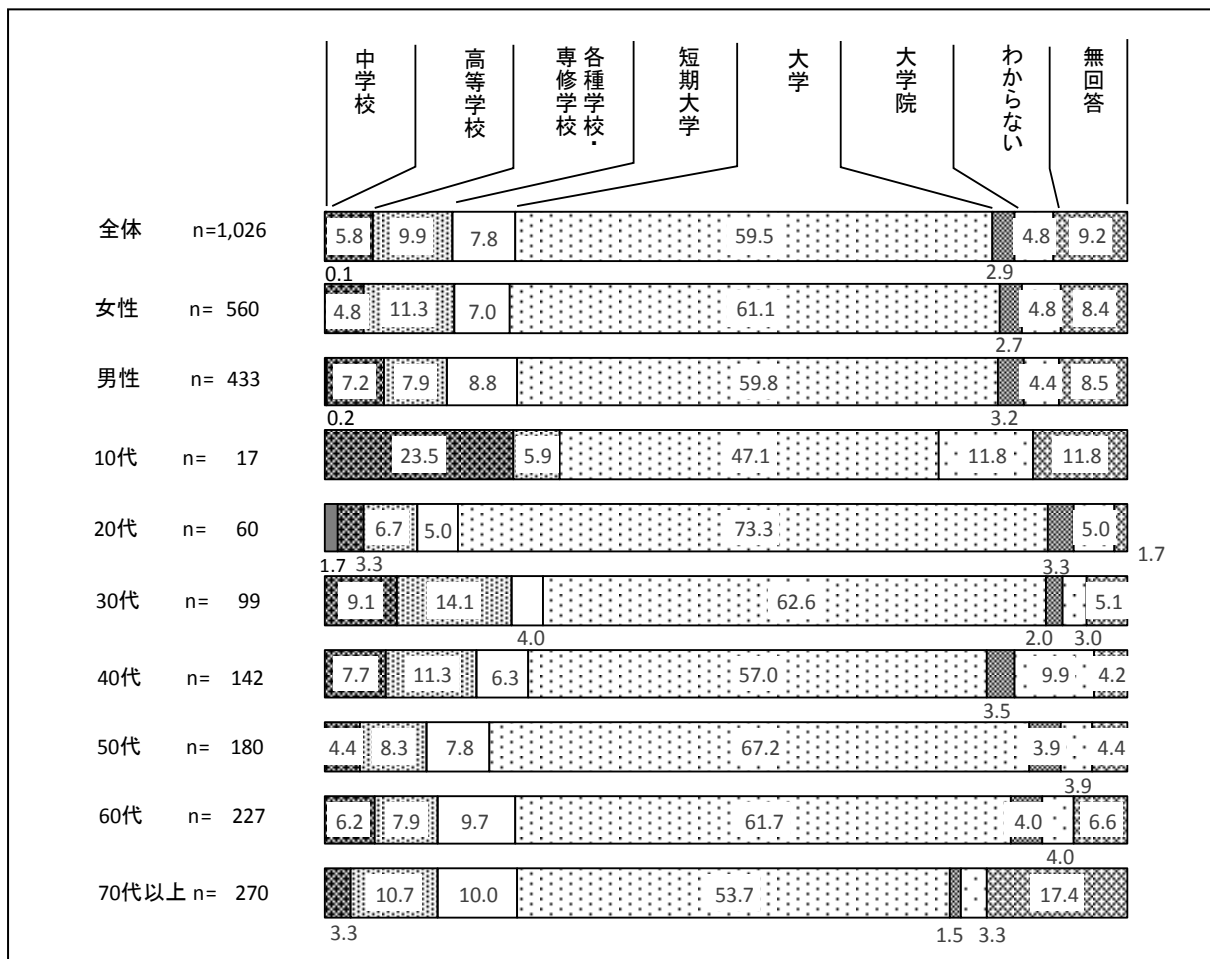 中学校
高等学校
各種学校・
専修学校
短期大学
大学
大学院
わからない
無回答
全体 n=1,026 5.8 9.9 7.8 59.5 4.8 9.2
0.1 2.9
女性 n= 560 4.8 11.3 7.0 61.1 4.8 8.4
2.7
男性 n= 433 7.2 7.9 8.8 59.8 4.4 8.5
0.2 3.2
10代 n= 17 23.5 5.9 47.1 11.8 11.8
20代 n= 60 6.7 5.0 73.3 5.0
1.7 3.3 3.3 1.7
30代 n= 99 9.1 14.1 62.6 5.1
4.0 2.0 3.0
40代 n= 142 7.7 11.3 6.3 57.0 9.9 4.2
3.5
50代 n= 180 4.4 8.3 7.8 67.2 3.9 4.4
3.9
60代 n= 227 6.2 7.9 9.7 61.7 4.0 6.6
4.0
70代以上 n= 270 10.7 10.0 53.7 17.4
3.3 1.5 3.3